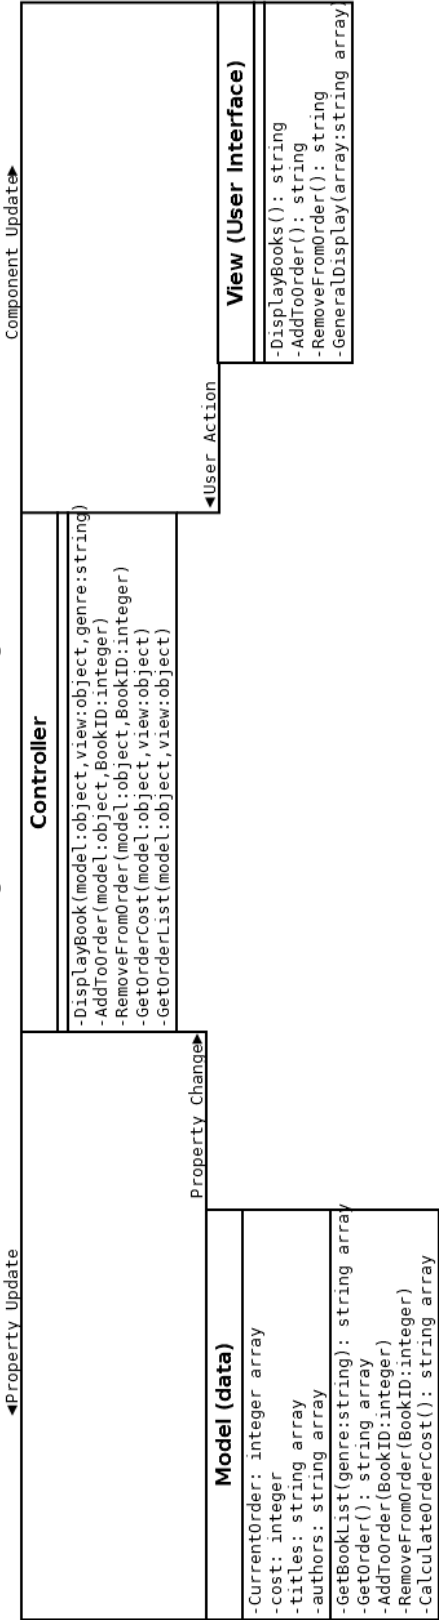 ◀Property Update
Component Update▶
Controller
-DisplayBook(model:object,view:object,genre:string)
-AddToOrder(model:object,BookID:integer)
-RemoveFromOrder(model:object,BookID:integer)
-GetOrderCost(model:object,view:object)
-GetOrderList(model:object,view:object)
Property Change▶
◀User Action
Model (data)
-CurrentOrder: integer array
-cost: integer
-titles: string array
-authors: string array
-GetBookList(genre:string): string array
-GetOrder(): string array
-AddToOrder(BookID:integer)
-RemoveFromOrder(BookID:integer)
-CalculateOrderCost(): string array
View (User Interface)
-DisplayBooks(): string
-AddToOrder(): string
-RemoveFromOrder(): string
-GeneralDisplay(array:string array)